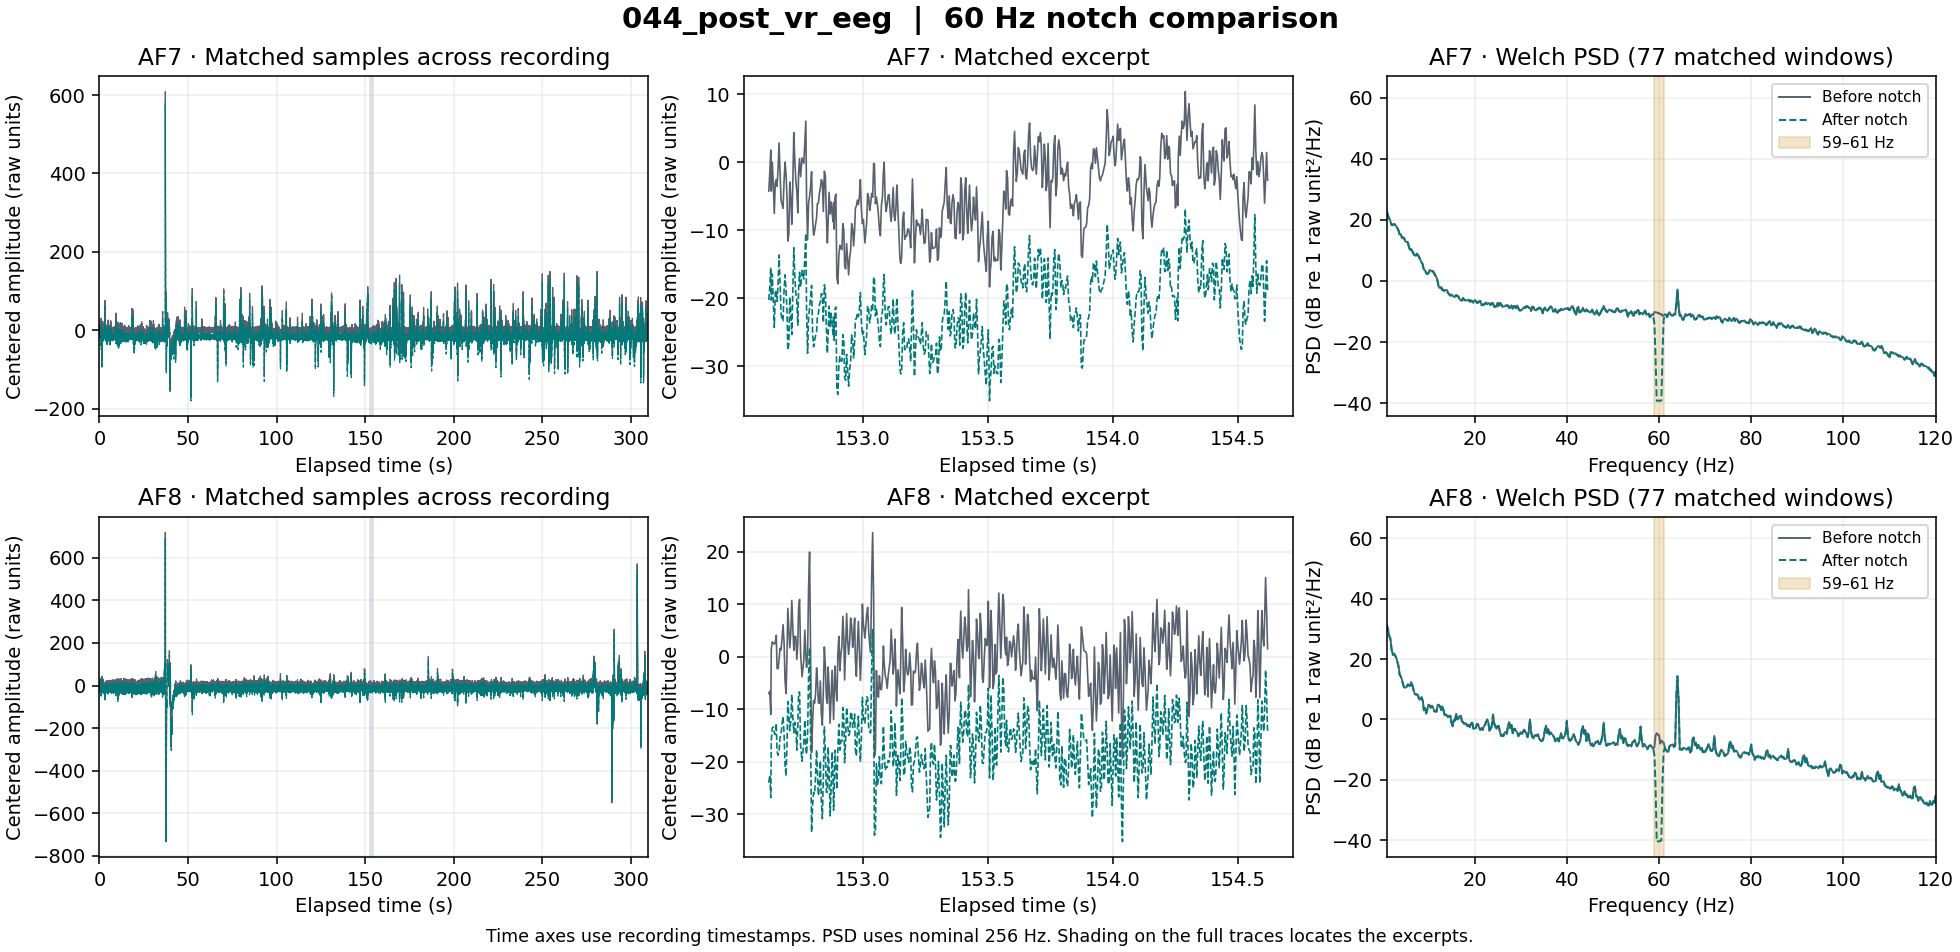 044_post_vr_eeg | 60 Hz notch comparison
AF7 · Matched samples across recording
Centered amplitude (raw units)
600
400
200
0
−200
0
50
100
150
200
250
300
Elapsed time (s)
AF7 · Matched excerpt
Centered amplitude (raw units)
10
0
−10
−20
−30
153.0
153.5
154.0
154.5
Elapsed time (s)
AF7 · Welch PSD (77 matched windows)
PSD (dB re 1 raw unit²/Hz)
60
40
20
0
−20
−40
Before notch
After notch
59–61 Hz
20
40
60
80
100
120
Frequency (Hz)
AF8 · Matched samples across recording
Centered amplitude (raw units)
600
400
200
0
−200
−400
−600
−800
0
50
100
150
200
250
300
Elapsed time (s)
AF8 · Matched excerpt
Centered amplitude (raw units)
20
10
0
−10
−20
−30
153.0
153.5
154.0
154.5
Elapsed time (s)
AF8 · Welch PSD (77 matched windows)
PSD (dB re 1 raw unit²/Hz)
60
40
20
0
−20
−40
Before notch
After notch
59–61 Hz
20
40
60
80
100
120
Frequency (Hz)
Time axes use recording timestamps. PSD uses nominal 256 Hz. Shading on the full traces locates the excerpts.